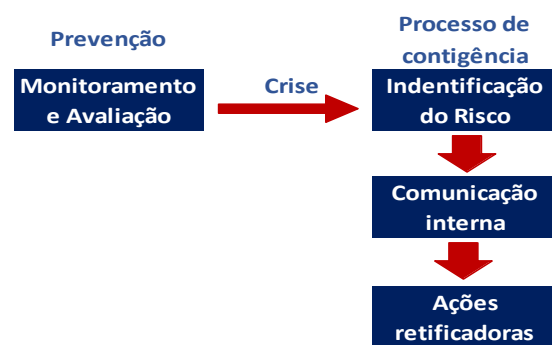 Prevenção
Monitoramento
e Avaliação
Crise
Processo de
contigência
Indentificação
do Risco
Comunicação
interna
Ações
retificadoras